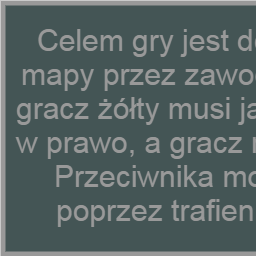 Celem gry jest d
mapy przez zawo
gracz żółty musi ja
w prawo, a gracz
Przeciwnika mo
poprzez trafien